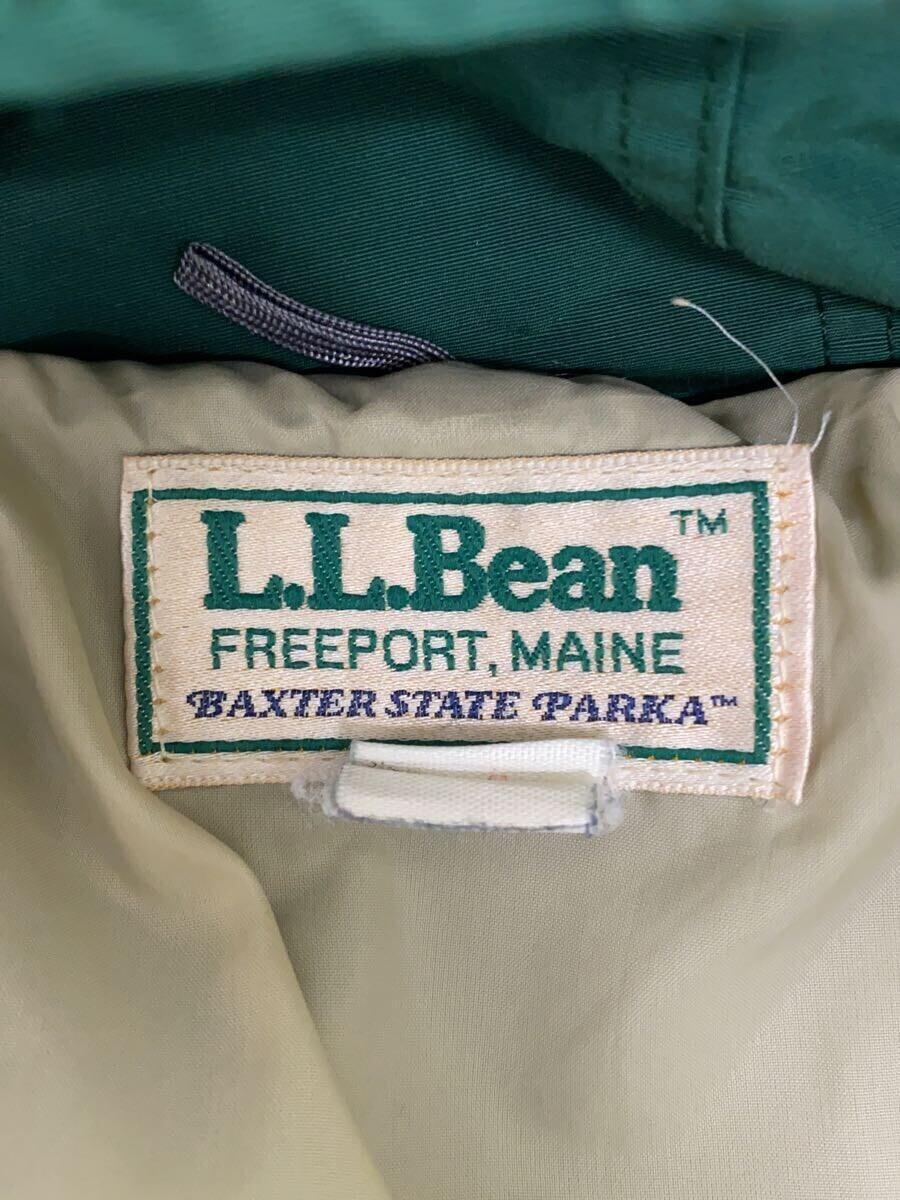 L.L.Bean™
FREEPORT, MAINE
BAXTER STATE PARKA™